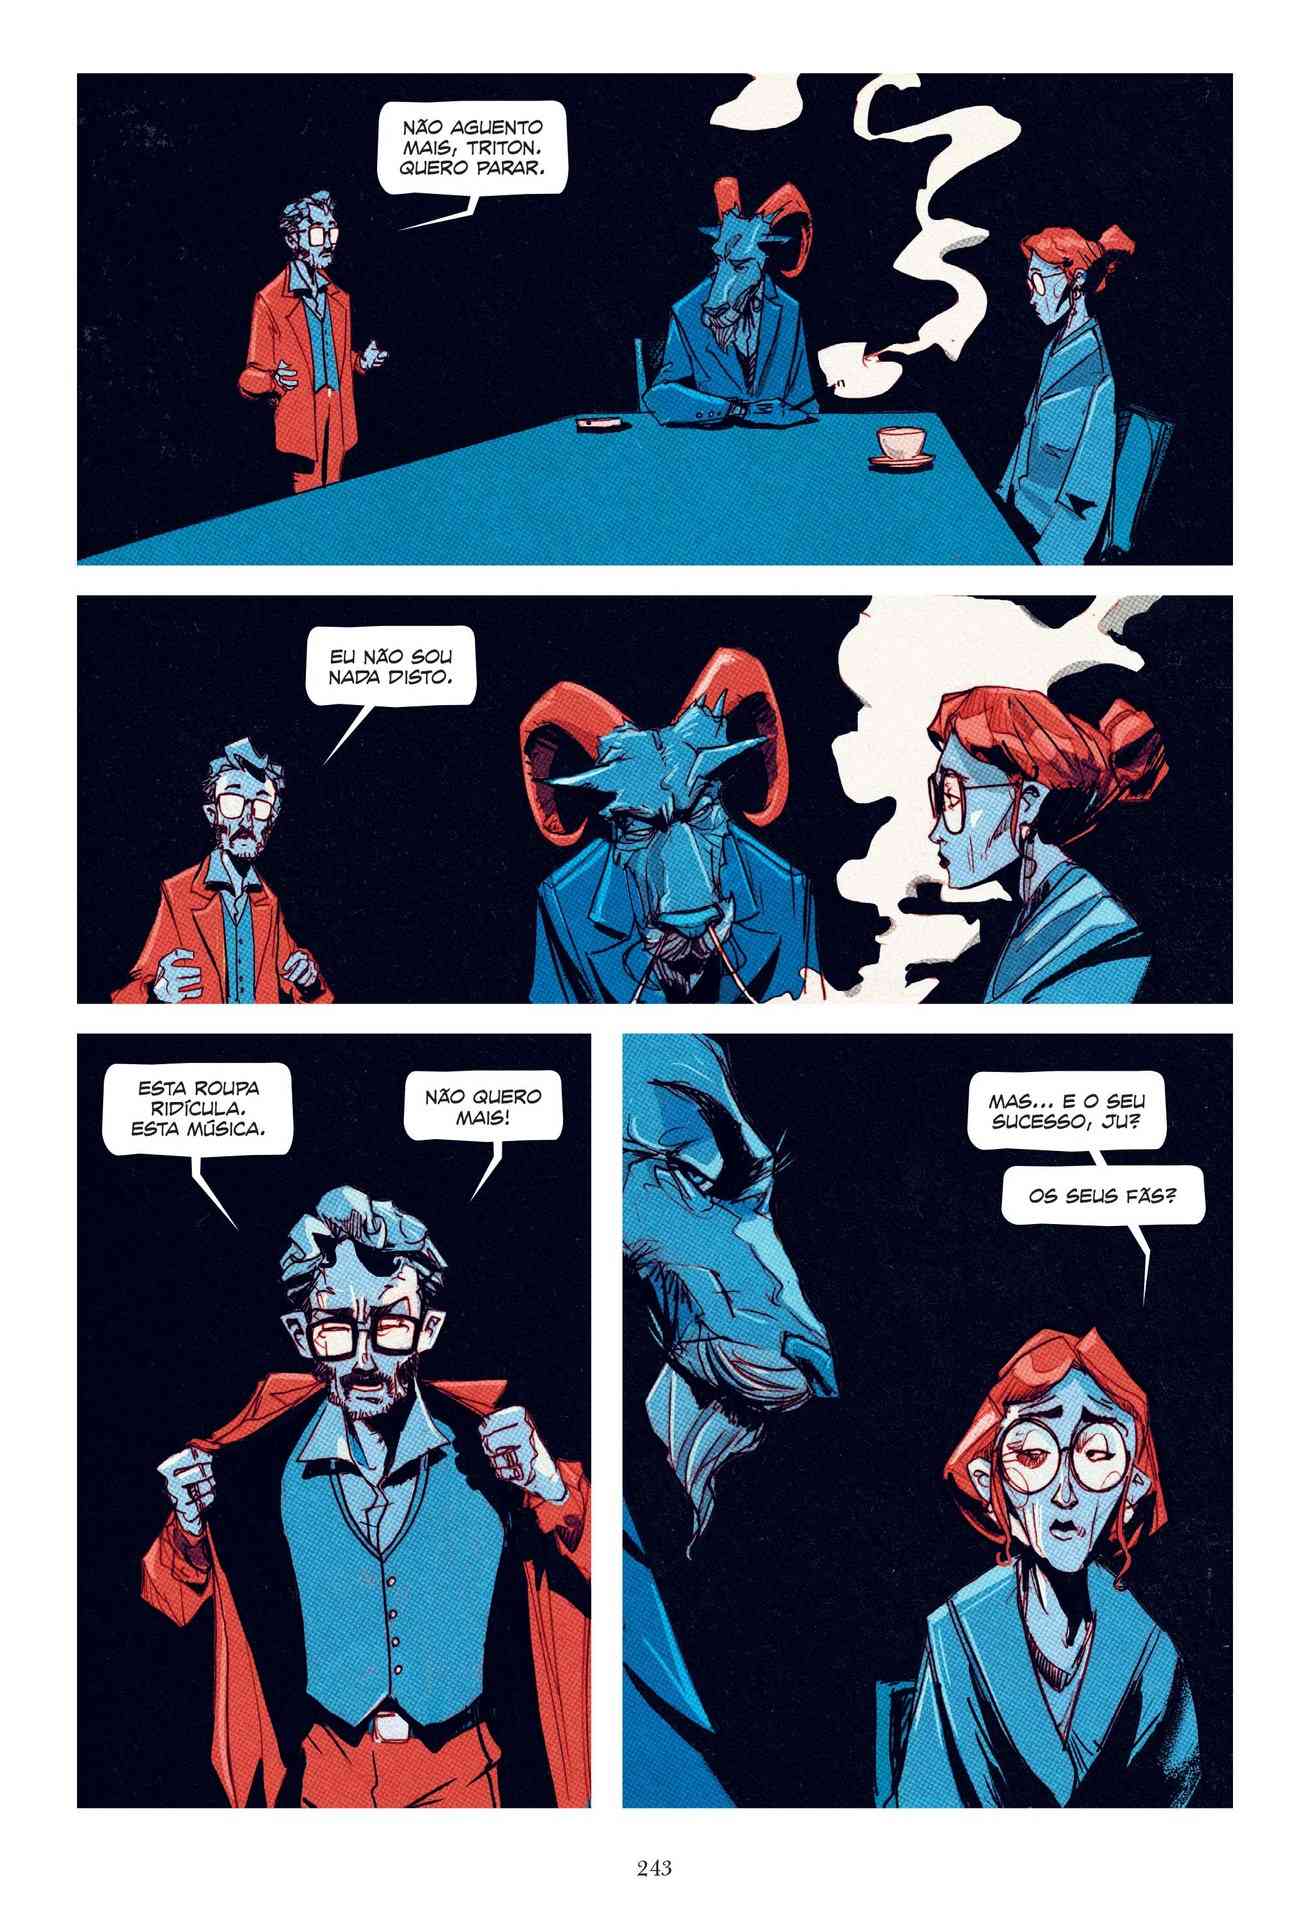 NÃO AGUENTO
MAIS, TRITON.
QUERO PARAR.
EU NÃO SOU
NADA DISTO.
ESTA ROUPA
RIDÍCULA.
ESTA MÚSICA.
NÃO QUERO
MAIS!
MAS... E O SEU
SUCESSO, JU?
OS SEUS FÃS?
243